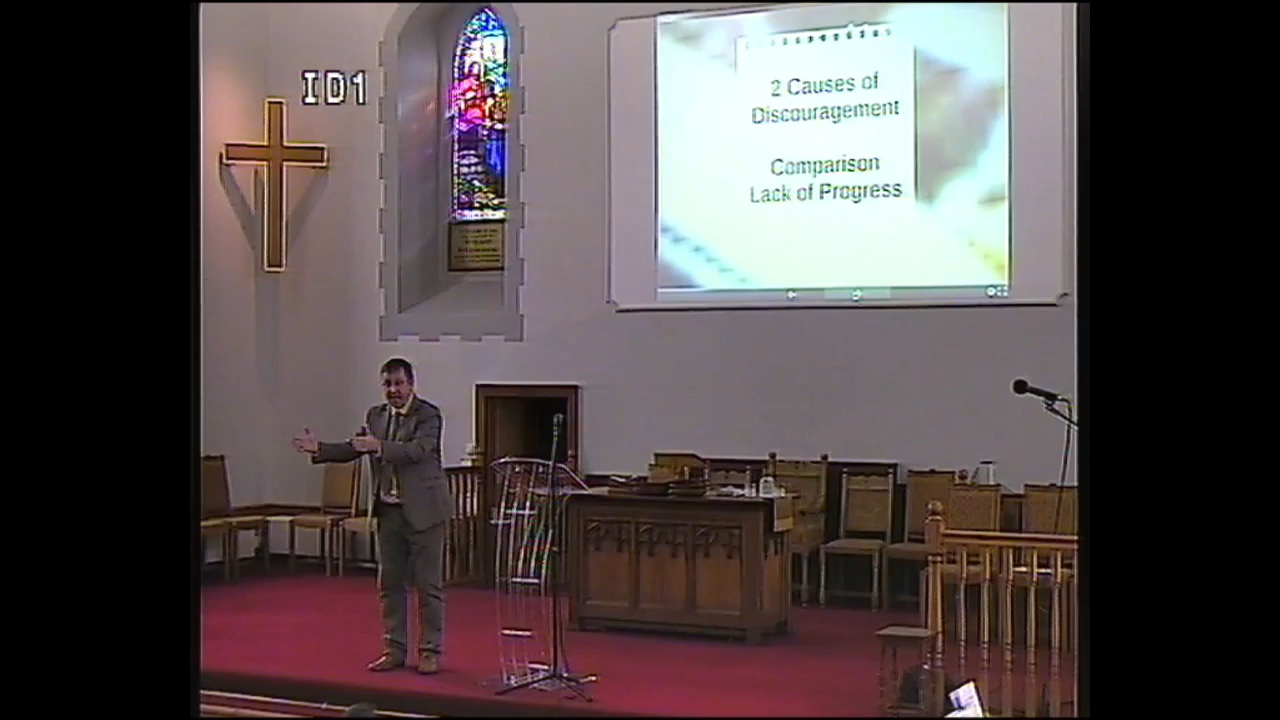 ID1
2 Causes of
Discouragement
Comparison
Lack of Progress